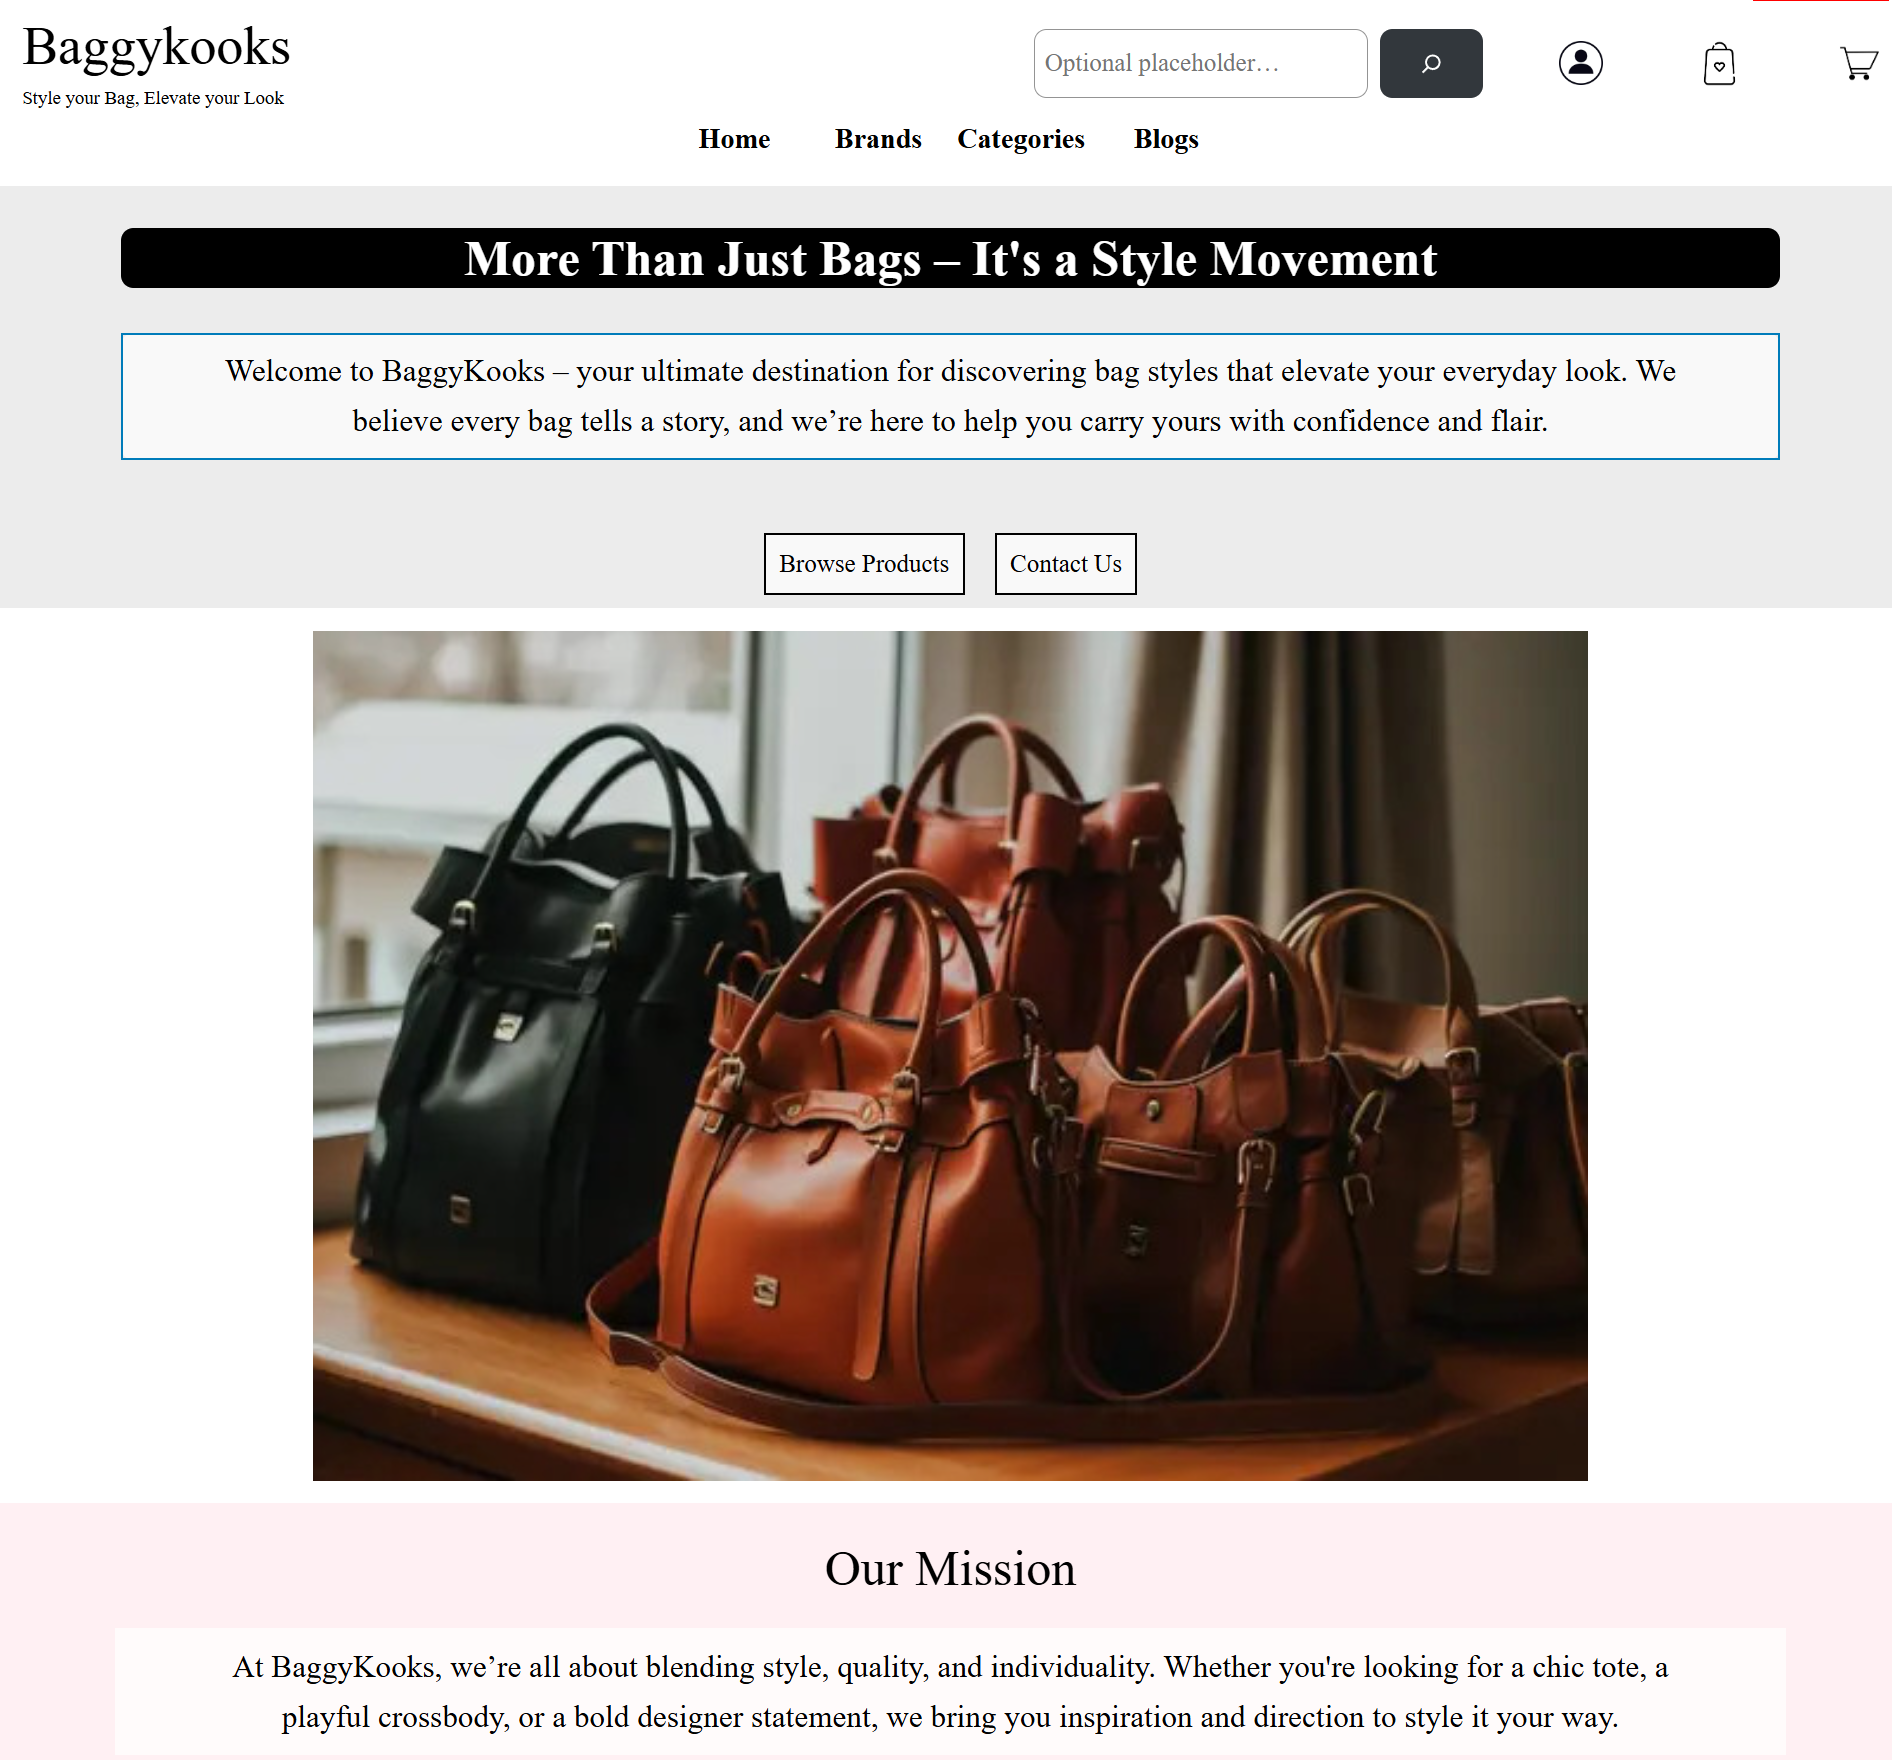 Baggykooks
Style your Bag, Elevate your Look
Optional placeholder…
Home Brands Categories Blogs
More Than Just Bags – It's a Style Movement
Welcome to BaggyKooks – your ultimate destination for discovering bag styles that elevate your everyday look. We
believe every bag tells a story, and we’re here to help you carry yours with confidence and flair.
Browse Products Contact Us
Our Mission
At BaggyKooks, we’re all about blending style, quality, and individuality. Whether you're looking for a chic tote, a
playful crossbody, or a bold designer statement, we bring you inspiration and direction to style it your way.